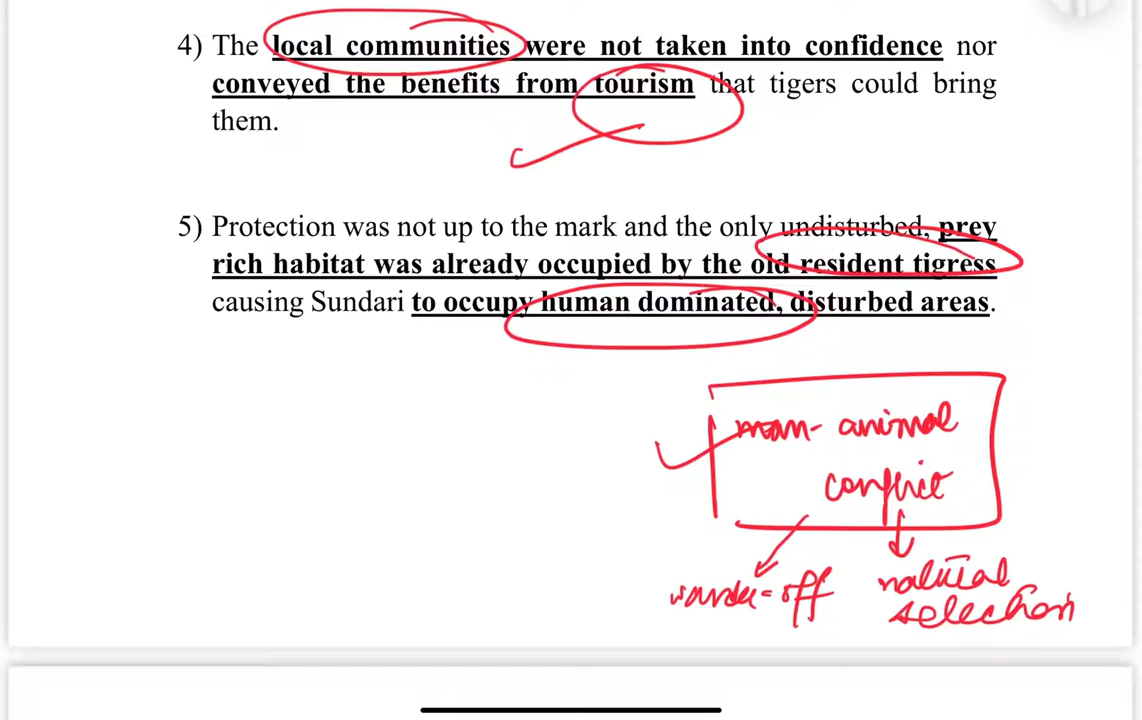 4) The local communities were not taken into confidence nor
conveyed the benefits from tourism that tigers could bring
them.
5) Protection was not up to the mark and the only undisturbed, prey
rich habitat was already occupied by the old resident tigress
causing Sundari to occupy human dominated, disturbed areas.
man- animal
conflict
off natural
selection